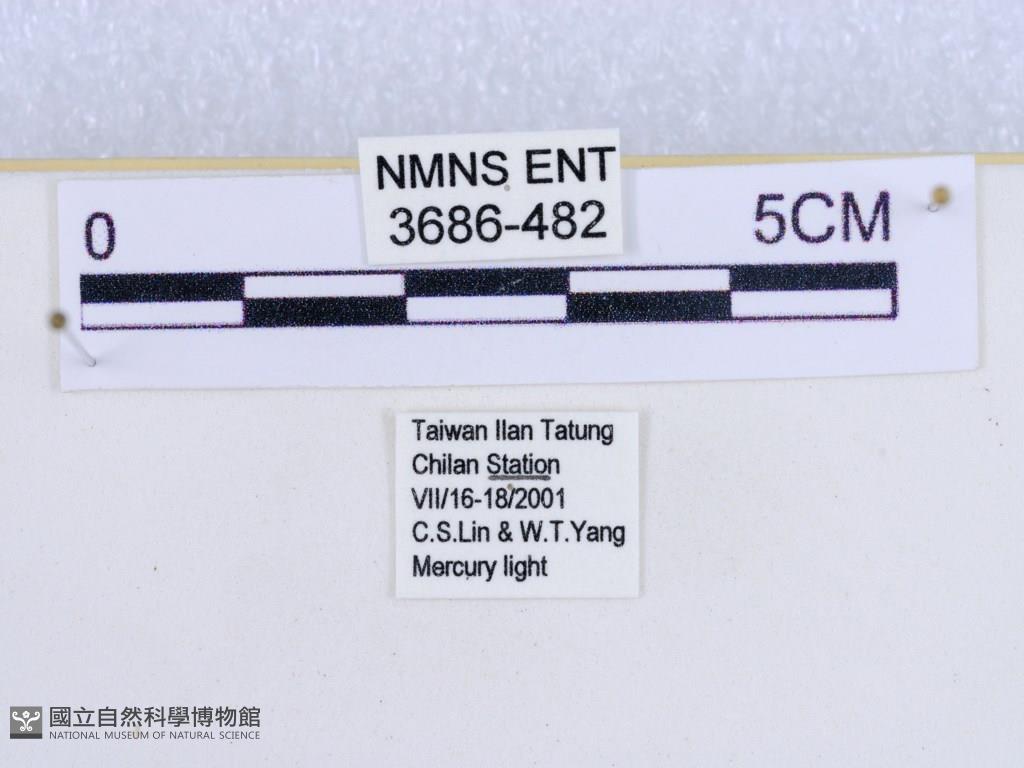 NMNS ENT
3686-482
0
5CM
Taiwan Ilan Tatung
Chilan Station
VII/16-18/2001
C.S.Lin & W.T.Yang
Mercury light
國立自然科學博物館
NATIONAL MUSEUM OF NATURAL SCIENCE